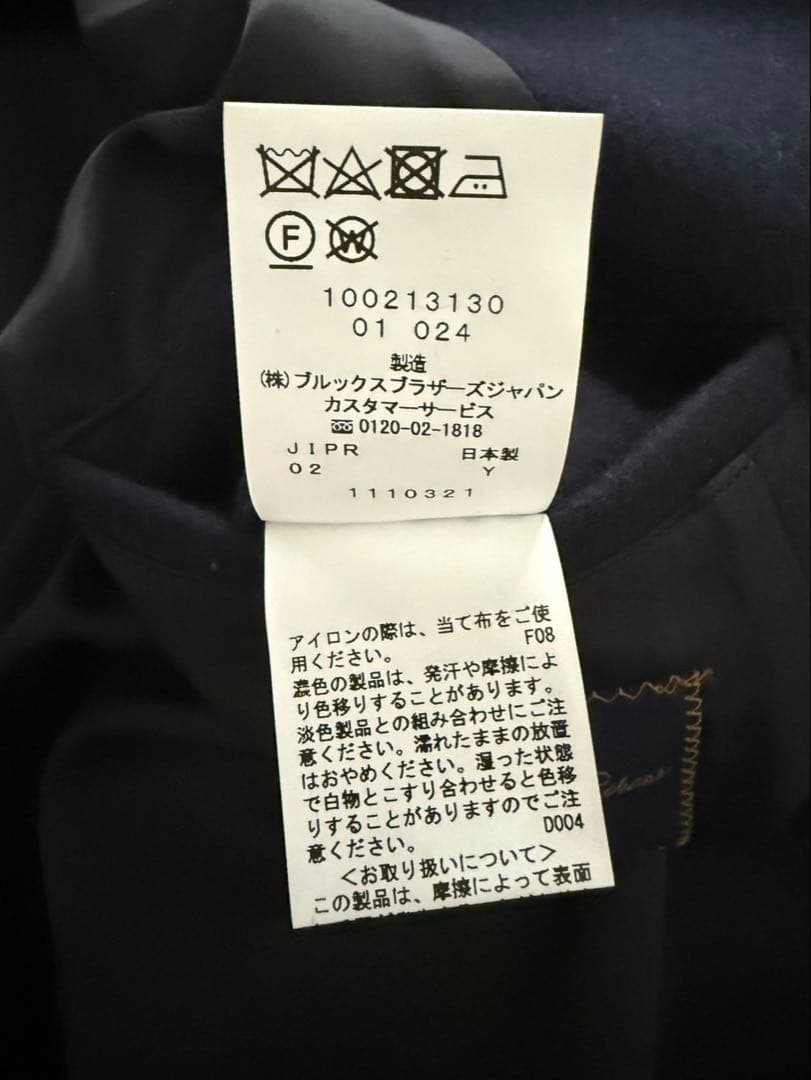 F W
100213130
01 024
製造
(株)ブルックスブラザーズジャパン
カスタマーサービス
0120-02-1818
JIPR 日本製
02 Y
1110321
アイロンの際は、当て布をご使
用ください。 F08
濃色の製品は、発汗や摩擦によ
り色移りすることがあります。
淡色製品との組み合わせにご注
意ください。濡れたままの放置
はおやめください。湿った状態
で白物とこすり合わせると色移
りすることがありますのでご注
意ください。 D004
<お取り扱いについて>
この製品は、摩擦によって表面